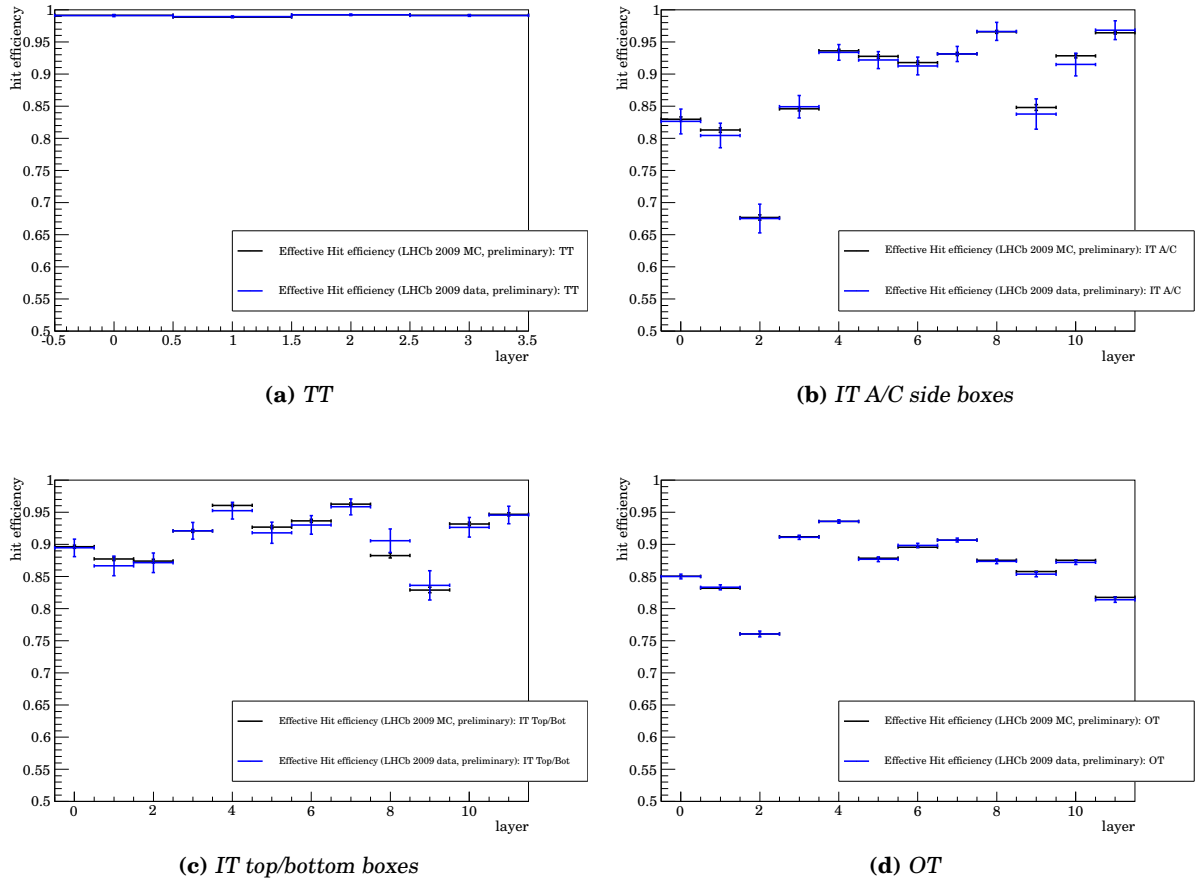 hit efficiency
1
0.95
0.9
0.85
0.8
0.75
0.7
0.65
0.6
0.55
0.5
Effective Hit efficiency (LHCb 2009 MC, preliminary): TT
Effective Hit efficiency (LHCb 2009 data, preliminary): TT
-0.5 0 0.5 1 1.5 2 2.5 3 3.5
layer
(a) TT
hit efficiency
1
0.95
0.9
0.85
0.8
0.75
0.7
0.65
0.6
0.55
0.5
Effective Hit efficiency (LHCb 2009 MC, preliminary): IT A/C
Effective Hit efficiency (LHCb 2009 data, preliminary): IT A/C
0 2 4 6 8 10
layer
(b) IT A/C side boxes
hit efficiency
1
0.95
0.9
0.85
0.8
0.75
0.7
0.65
0.6
0.55
0.5
Effective Hit efficiency (LHCb 2009 MC, preliminary): IT Top/Bot
Effective Hit efficiency (LHCb 2009 data, preliminary): IT Top/Bot
0 2 4 6 8 10
layer
(c) IT top/bottom boxes
hit efficiency
1
0.95
0.9
0.85
0.8
0.75
0.7
0.65
0.6
0.55
0.5
Effective Hit efficiency (LHCb 2009 MC, preliminary): OT
Effective Hit efficiency (LHCb 2009 data, preliminary): OT
0 2 4 6 8 10
layer
(d) OT